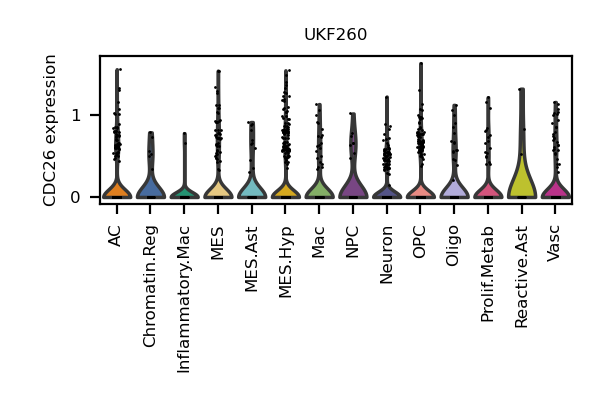 UKF260
CDC26 expression
1
0
AC
Chromatin.Reg
Inflammatory.Mac
MES
MES.Ast
MES.Hyp
Mac
NPC
Neuron
OPC
Oligo
Prolif.Metab
Reactive.Ast
Vasc